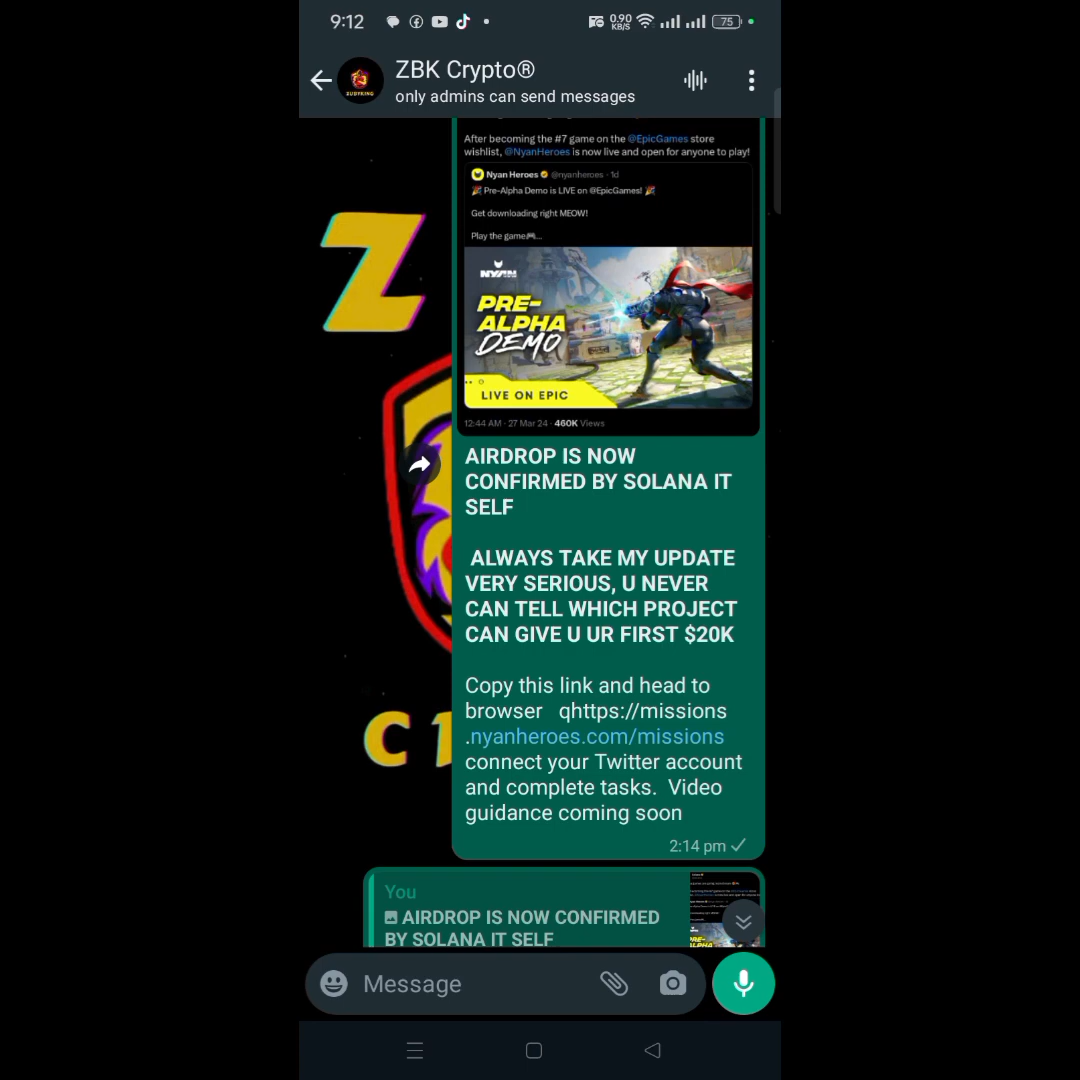 9:12
0.90
KB/S
75
ZBK Crypto®
only admins can send messages
ZUBYKING
After becoming the #7 game on the @EpicGames store
wishlist, @NyanHeroes is now live and open for anyone to play!
Nyan Heroes @nyanheroes · 1d
🎉 Pre-Alpha Demo is LIVE on @EpicGames! 🎉
Get downloading right MEOW!
Play the game🎮...
NYAN
PRE-
ALPHA
DEMO
LIVE ON EPIC
12:44 AM · 27 Mar 24 · 460K Views
Z
C
AIRDROP IS NOW
CONFIRMED BY SOLANA IT
SELF
ALWAYS TAKE MY UPDATE
VERY SERIOUS, U NEVER
CAN TELL WHICH PROJECT
CAN GIVE U UR FIRST $20K
Copy this link and head to
browser qhttps://missions
.nyanheroes.com/missions
connect your Twitter account
and complete tasks. Video
guidance coming soon
2:14 pm
You
AIRDROP IS NOW CONFIRMED
BY SOLANA IT SELF
PRE-
Message